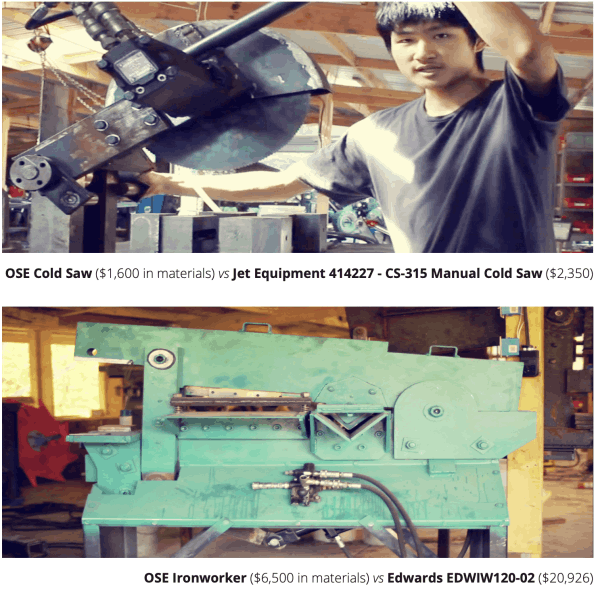 OSE Cold Saw ($1,600 in materials) vs Jet Equipment 414227 - CS-315 Manual Cold Saw ($2,350)
OSE Ironworker ($6,500 in materials) vs Edwards EDWIW120-02 ($20,926)